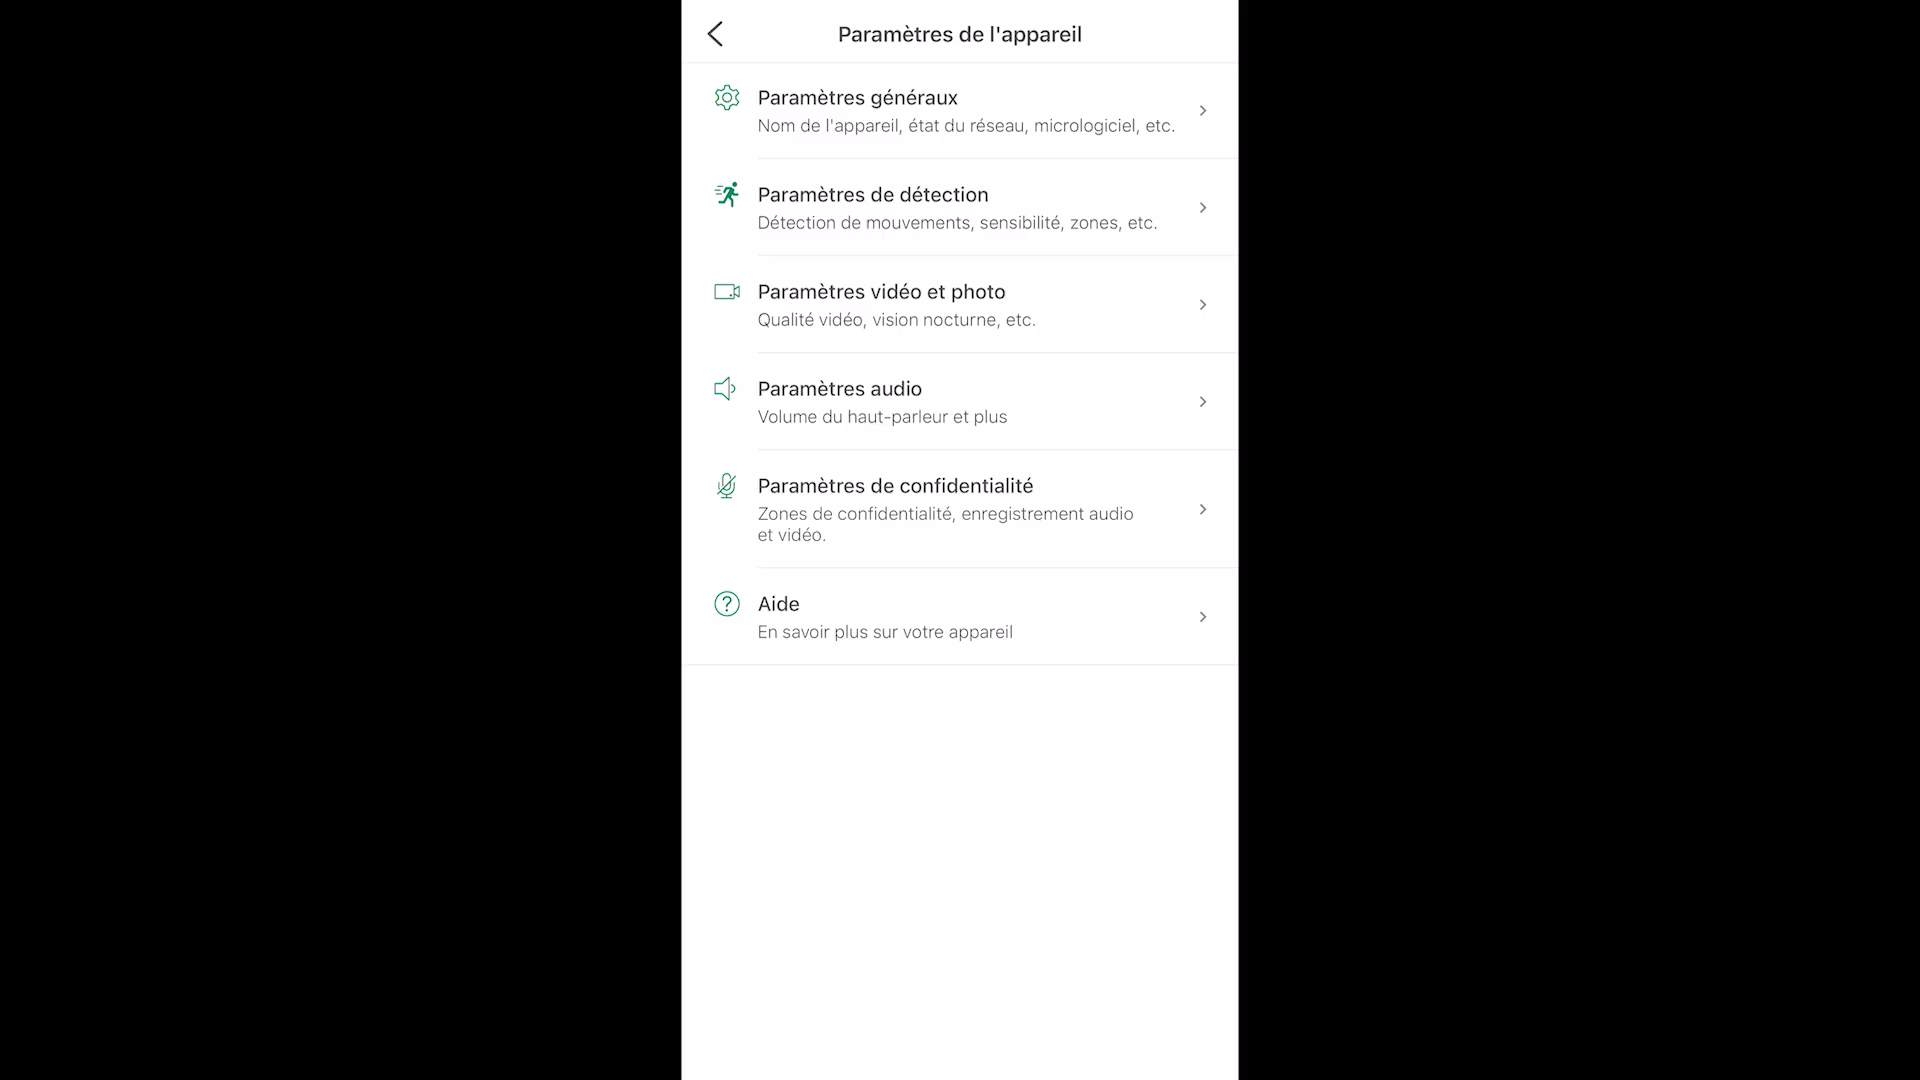 Paramètres de l'appareil
Paramètres généraux
Nom de l'appareil, état du réseau, micrologiciel, etc.
Paramètres de détection
Détection de mouvements, sensibilité, zones, etc.
Paramètres vidéo et photo
Qualité vidéo, vision nocturne, etc.
Paramètres audio
Volume du haut-parleur et plus
Paramètres de confidentialité
Zones de confidentialité, enregistrement audio
et vidéo.
Aide
En savoir plus sur votre appareil